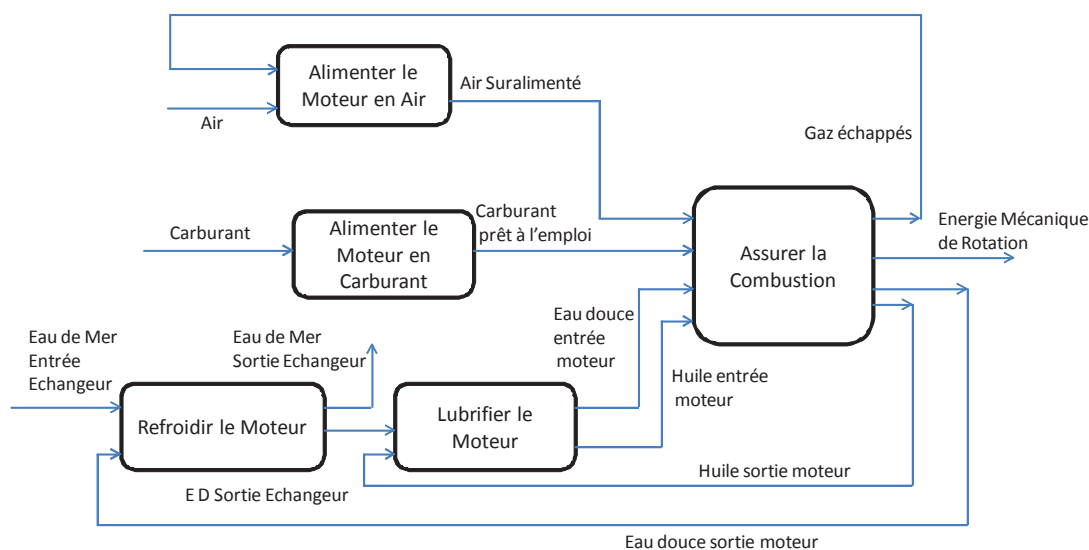 Alimenter le
Moteur en Air
Air Suralimenté
Air
Gaz échappés
Carburant
Alimenter le
Moteur en
Carburant
Carburant
prêt à l'emploi
Assurer la
Combustion
Energie Mécanique
de Rotation
Eau de Mer
Entrée
Echangeur
Eau de Mer
Sortie Echangeur
Eau douce
entrée
moteur
Huile entrée
moteur
Refroidir le Moteur
Lubrifier le
Moteur
Huile sortie moteur
E D Sortie Echangeur
Eau douce sortie moteur